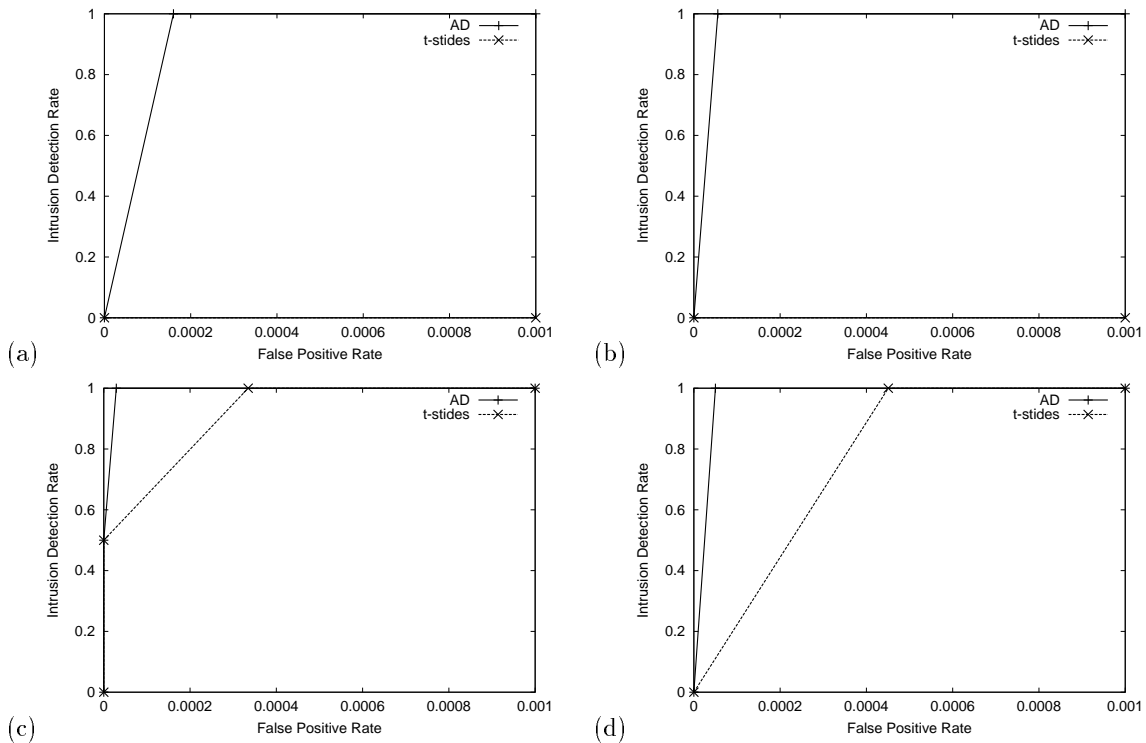 1
0.8
0.6
0.4
0.2
0
0 0.0002 0.0004 0.0006 0.0008 0.001
Intrusion Detection Rate
False Positive Rate
AD
t-stides
(a)
1
0.8
0.6
0.4
0.2
0
0 0.0002 0.0004 0.0006 0.0008 0.001
Intrusion Detection Rate
False Positive Rate
AD
t-stides
(b)
1
0.8
0.6
0.4
0.2
0
0 0.0002 0.0004 0.0006 0.0008 0.001
Intrusion Detection Rate
False Positive Rate
AD
t-stides
(c)
1
0.8
0.6
0.4
0.2
0
0 0.0002 0.0004 0.0006 0.0008 0.001
Intrusion Detection Rate
False Positive Rate
AD
t-stides
(d)